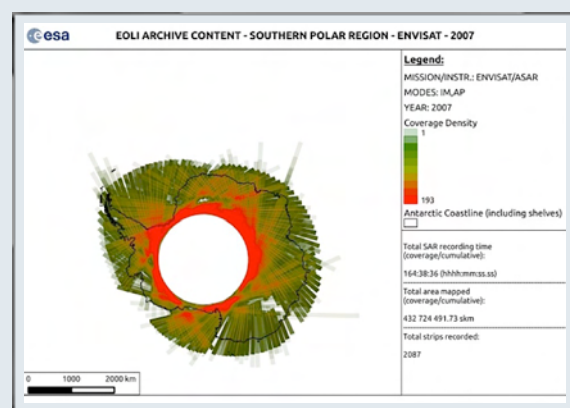 esa
EOLI ARCHIVE CONTENT - SOUTHERN POLAR REGION - ENVISAT - 2007
Legend:
MISSION/INSTR.: ENVISAT/ASAR
MODES: IM,AP
YEAR: 2007
Coverage Density
1
193
Antarctic Coastline (including shelves)
Total SAR recording time
(coverage/cumulative):
164:38:36 (hhhh:mm:ss.ss)
Total area mapped
(coverage/cumulative):
432 724 491.73 skm
Total strips recorded:
2087
0 1000 2000 km